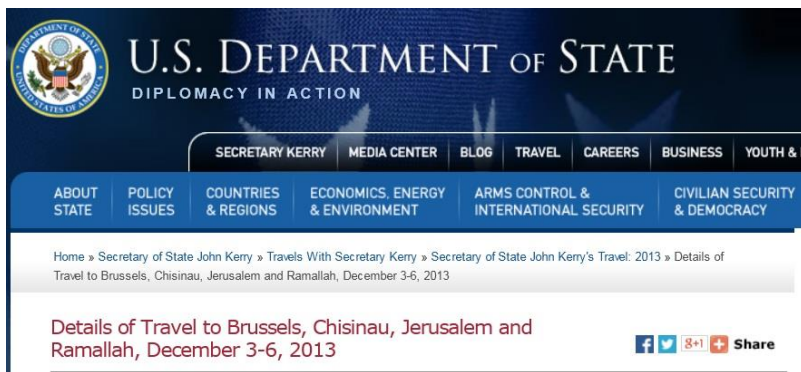 U.S. DEPARTMENT OF STATE
DIPLOMACY IN ACTION
DEPARTMENT OF STATE
UNITED STATES OF AMERICA
SECRETARY KERRY MEDIA CENTER BLOG TRAVEL CAREERS BUSINESS YOUTH &
ABOUT STATE
POLICY ISSUES
COUNTRIES & REGIONS
ECONOMICS, ENERGY & ENVIRONMENT
ARMS CONTROL & INTERNATIONAL SECURITY
CIVILIAN SECURITY & DEMOCRACY
Home » Secretary of State John Kerry » Travels With Secretary Kerry » Secretary of State John Kerry's Travel: 2013 » Details of
Travel to Brussels, Chisinau, Jerusalem and Ramallah, December 3-6, 2013
Details of Travel to Brussels, Chisinau, Jerusalem and
Ramallah, December 3-6, 2013
f 8+1 + Share